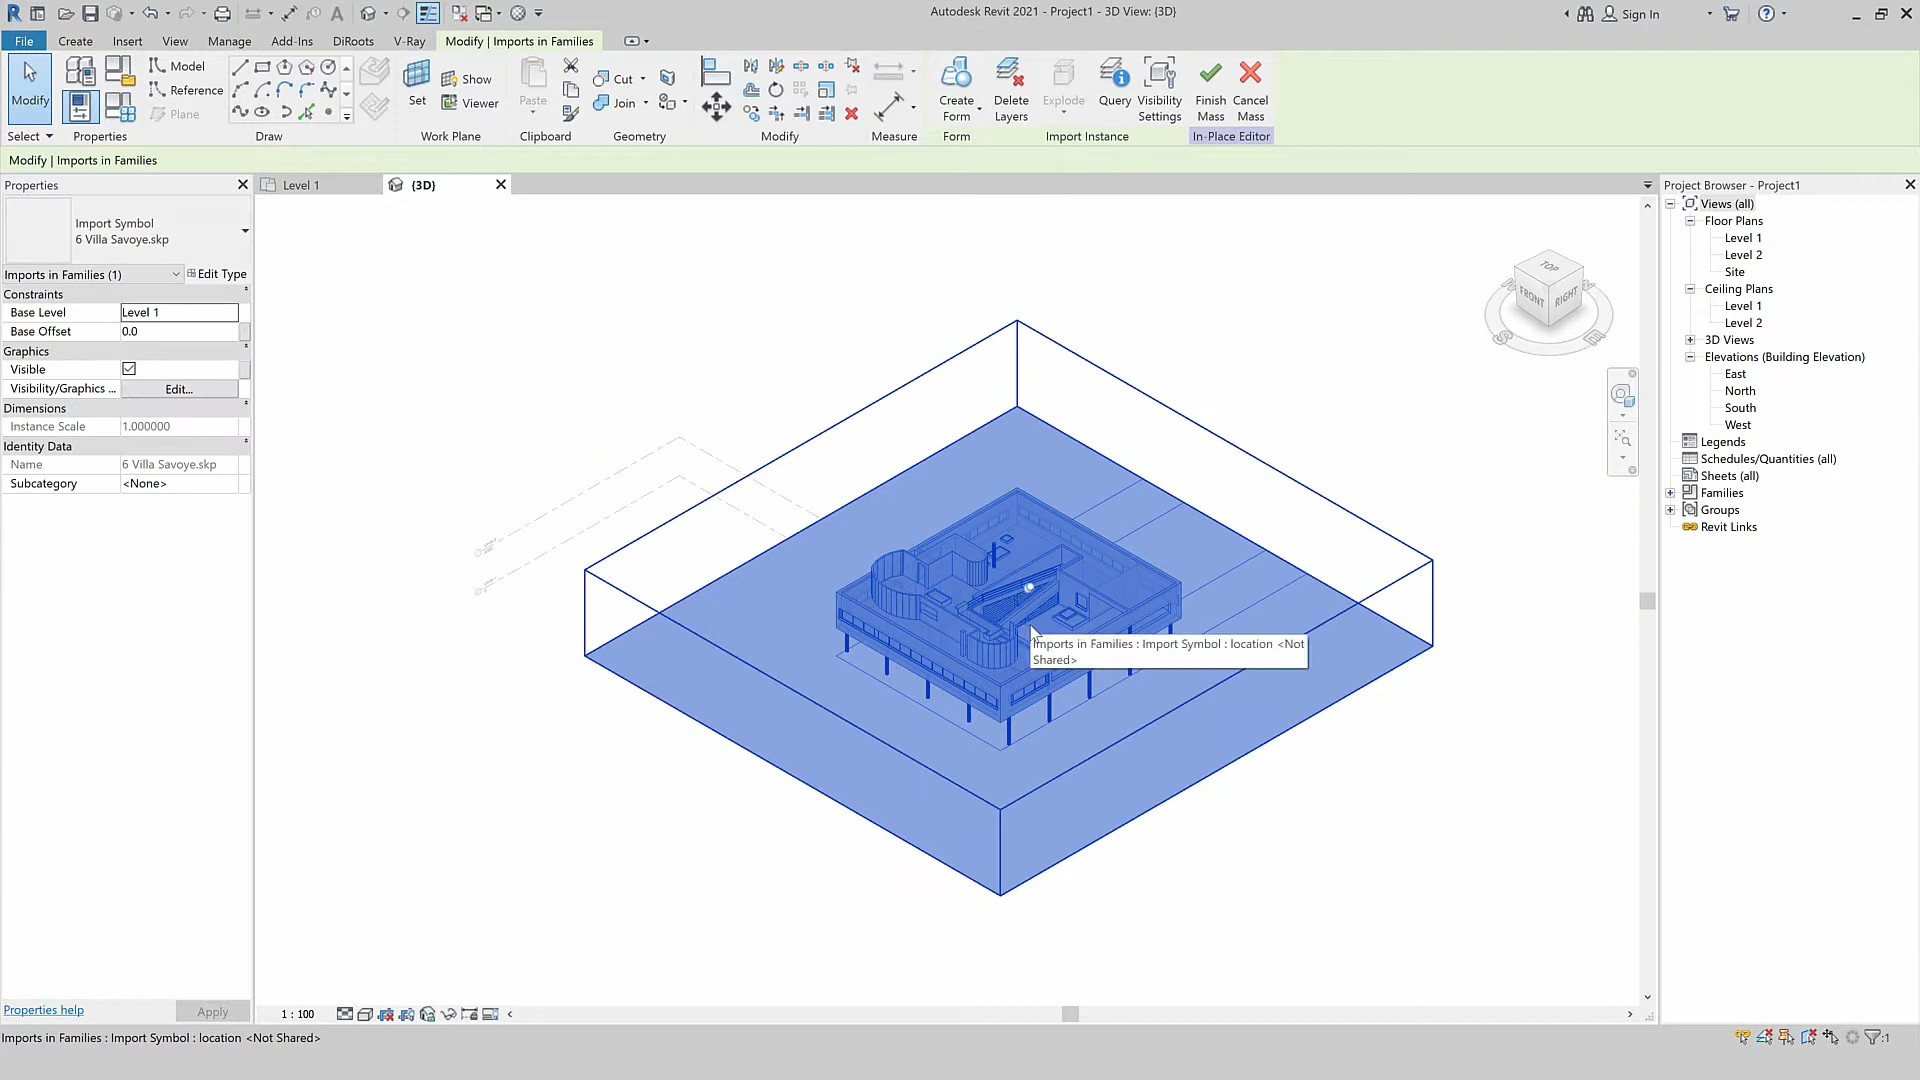 Autodesk Revit 2021 - Project1 - 3D View: {3D}
Sign In
File
Create
Insert
View
Manage
Add-Ins
DiRoots
V-Ray
Modify | Imports in Families
Modify
Model
Reference
Plane
Set
Show
Viewer
Paste
Cut
Join
Create
Form
Delete
Layers
Explode
Query
Visibility
Settings
Finish
Mass
Cancel
Mass
Select
Properties
Draw
Work Plane
Clipboard
Geometry
Modify
Measure
Form
Import Instance
In-Place Editor
Modify | Imports in Families
Properties
Import Symbol
6 Villa Savoye.skp
Imports in Families (1)
Edit Type
Constraints
Base Level
Level 1
Base Offset
0.0
Graphics
Visible
Visibility/Graphics ...
Edit...
Dimensions
Instance Scale
1.000000
Identity Data
Name
6 Villa Savoye.skp
Subcategory
<None>
Properties help
Apply
Level 1
{3D}
TOP
FRONT
RIGHT
S
E
Imports in Families : Import Symbol : location <Not
Shared>
1 : 100
Project Browser - Project1
Views (all)
Floor Plans
Level 1
Level 2
Site
Ceiling Plans
Level 1
Level 2
3D Views
Elevations (Building Elevation)
East
North
South
West
Legends
Schedules/Quantities (all)
Sheets (all)
Families
Groups
Revit Links
Imports in Families : Import Symbol : location <Not Shared>
:1